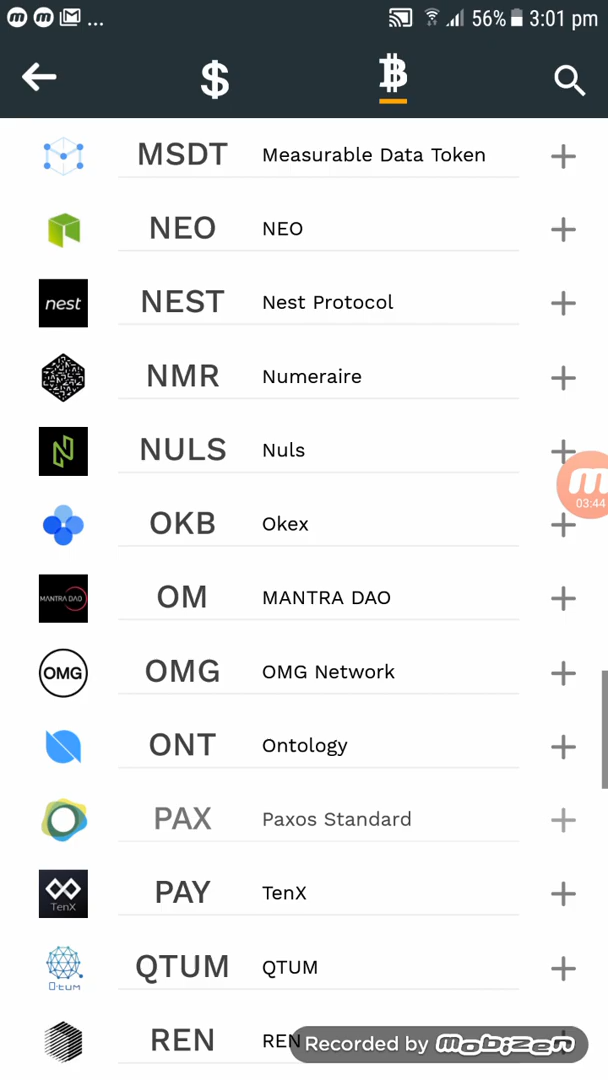 ... 56% 3:01 pm
$ ₿
MSDT Measurable Data Token
NEO NEO
nest NEST Nest Protocol
NMR Numeraire
NULS Nuls
03:44
OKB Okex
MANTRA DAO OM MANTRA DAO
OMG OMG OMG Network
ONT Ontology
PAX Paxos Standard
TenX PAY TenX
QTUM QTUM QTUM
REN REN
Recorded by mobizen